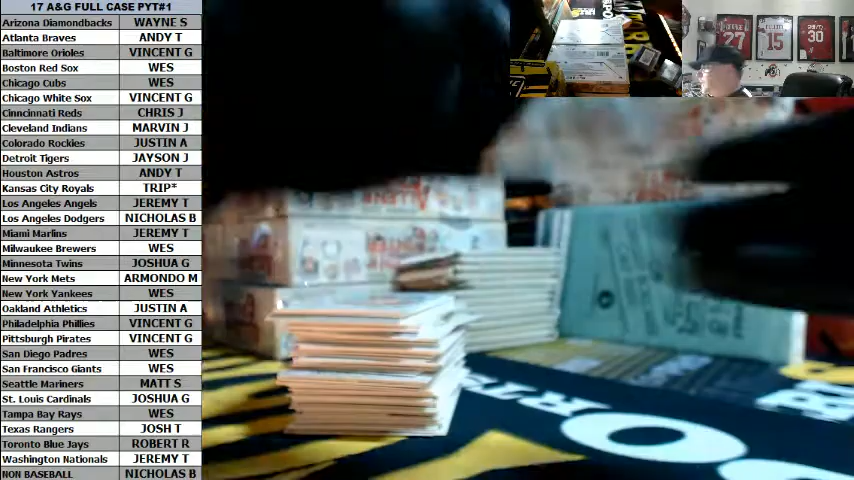 17 A&G FULL CASE PYT#1
Arizona Diamondbacks WAYNE S
Atlanta Braves ANDY T
Baltimore Orioles VINCENT G
Boston Red Sox WES
Chicago Cubs WES
Chicago White Sox VINCENT G
Cinncinati Reds CHRIS J
Cleveland Indians MARVIN J
Colorado Rockies JUSTIN A
Detroit Tigers JAYSON J
Houston Astros ANDY T
Kansas City Royals TRIP*
Los Angeles Angels JEREMY T
Los Angeles Dodgers NICHOLAS B
Miami Marlins JEREMY T
Milwaukee Brewers WES
Minnesota Twins JOSHUA G
New York Mets ARMONDO M
New York Yankees WES
Oakland Athletics JUSTIN A
Philadelphia Phillies VINCENT G
Pittsburgh Pirates VINCENT G
San Diego Padres WES
San Francisco Giants WES
Seattle Mariners MATT S
St. Louis Cardinals JOSHUA G
Tampa Bay Rays WES
Texas Rangers JOSH T
Toronto Blue Jays ROBERT R
Washington Nationals JEREMY T
NON BASEBALL NICHOLAS B
27
15
30